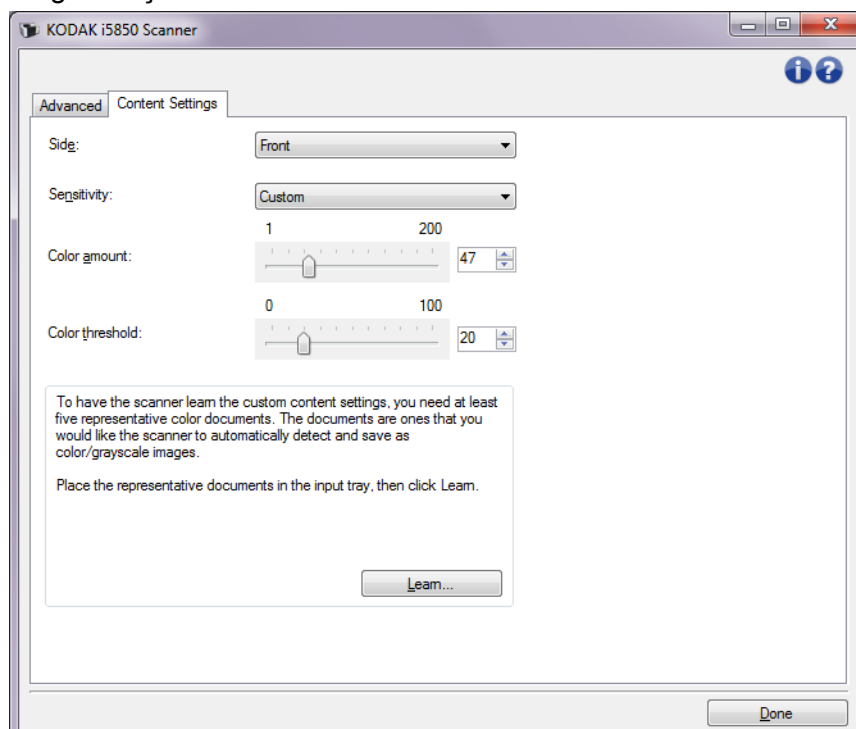 KODAK i5850 Scanner
Advanced Content Settings
Side: Front
Sensitivity: Custom
1 200
Color amount: 47
0 100
Color threshold: 20
To have the scanner learn the custom content settings, you need at least
five representative color documents. The documents are ones that you
would like the scanner to automatically detect and save as
color/grayscale images.
Place the representative documents in the input tray, then click Learn.
Learn...
Done